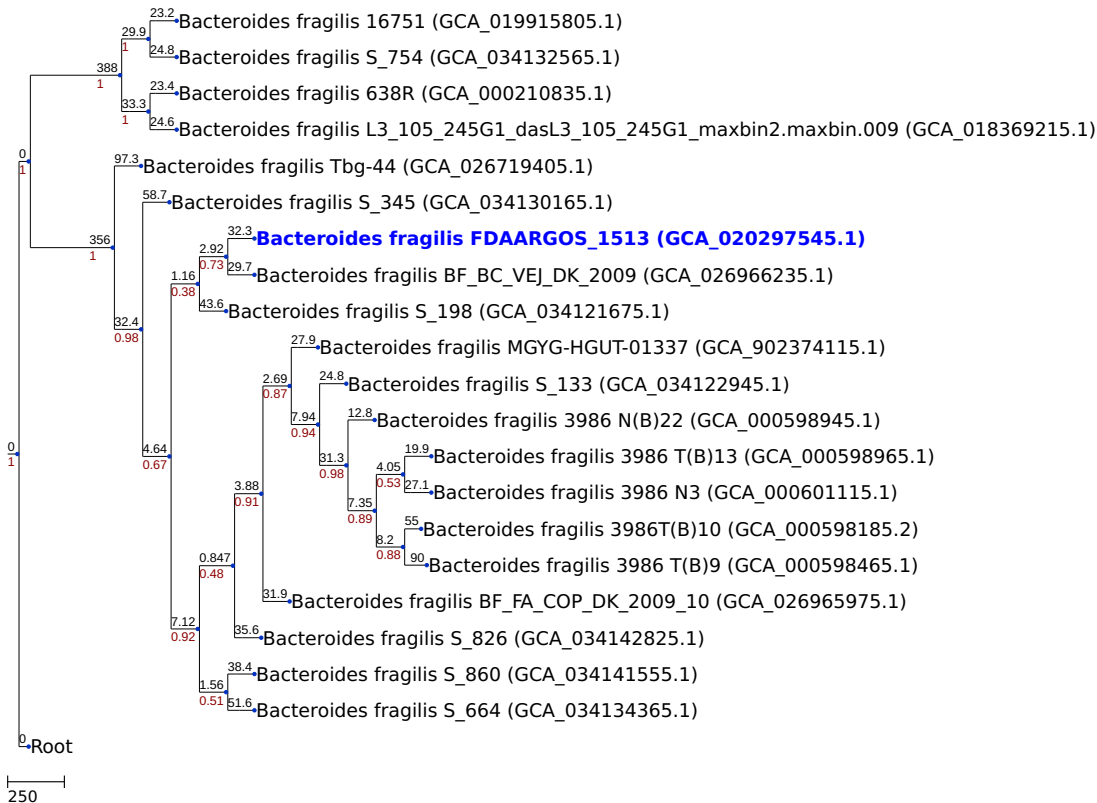 23.2 Bacteroides fragilis 16751 (GCA_019915805.1)
29.9
1
24.8 Bacteroides fragilis S_754 (GCA_034132565.1)
388
1
23.4 Bacteroides fragilis 638R (GCA_000210835.1)
33.3
1
24.6 Bacteroides fragilis L3_105_245G1_dasL3_105_245G1_maxbin2.maxbin.009 (GCA_018369215.1)
0
1
97.3 Bacteroides fragilis Tbg-44 (GCA_026719405.1)
58.7 Bacteroides fragilis S_345 (GCA_034130165.1)
356
1
32.3 Bacteroides fragilis FDAARGOS_1513 (GCA_020297545.1)
2.92
0.73
29.7 Bacteroides fragilis BF_BC_VEJ_DK_2009 (GCA_026966235.1)
1.16
0.38
43.6 Bacteroides fragilis S_198 (GCA_034121675.1)
32.4
0.98
27.9 Bacteroides fragilis MGYG-HGUT-01337 (GCA_902374115.1)
2.69
0.87
24.8 Bacteroides fragilis S_133 (GCA_034122945.1)
7.94
0.94
12.8 Bacteroides fragilis 3986 N(B)22 (GCA_000598945.1)
0
1
4.64
0.67
31.3
0.98
19.9 Bacteroides fragilis 3986 T(B)13 (GCA_000598965.1)
4.05
0.53
27.1 Bacteroides fragilis 3986 N3 (GCA_000601115.1)
3.88
0.91
7.35
0.89
55 Bacteroides fragilis 3986T(B)10 (GCA_000598185.2)
8.2
0.88
90 Bacteroides fragilis 3986 T(B)9 (GCA_000598465.1)
0.847
0.48
31.9 Bacteroides fragilis BF_FA_COP_DK_2009_10 (GCA_026965975.1)
7.12
0.92
35.6 Bacteroides fragilis S_826 (GCA_034142825.1)
38.4 Bacteroides fragilis S_860 (GCA_034141555.1)
1.56
0.51
51.6 Bacteroides fragilis S_664 (GCA_034134365.1)
0 Root
250